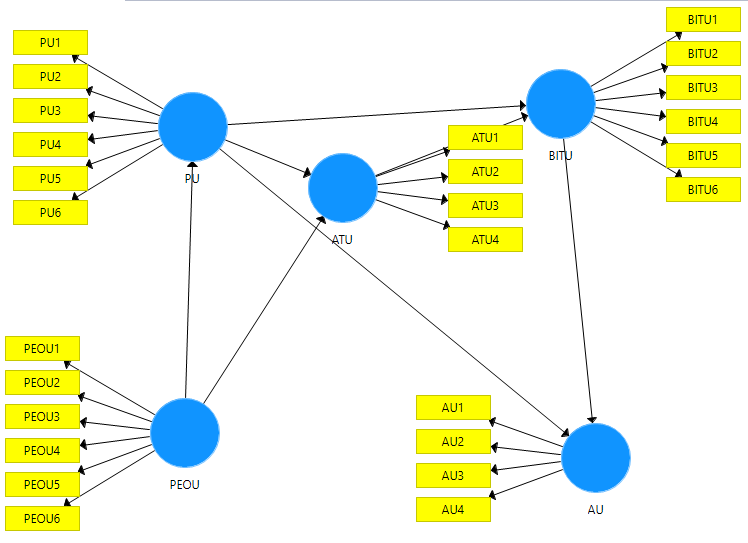 PU1
PU2
PU3
PU4
PU5
PU6
PU
ATU1
ATU2
ATU3
ATU4
ATU
BITU1
BITU2
BITU3
BITU4
BITU5
BITU6
BITU
PEOU1
PEOU2
PEOU3
PEOU4
PEOU5
PEOU6
PEOU
AU1
AU2
AU3
AU4
AU